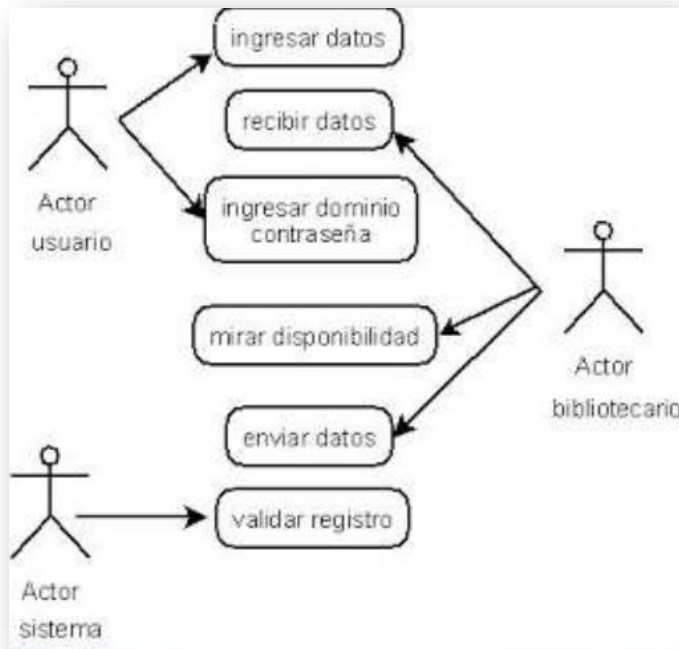 ingresar datos
recibir datos
Actor
usuario
ingresar dominio
contraseña
mirar disponibilidad
Actor
bibliotecario
enviar datos
validar registro
Actor
sistema